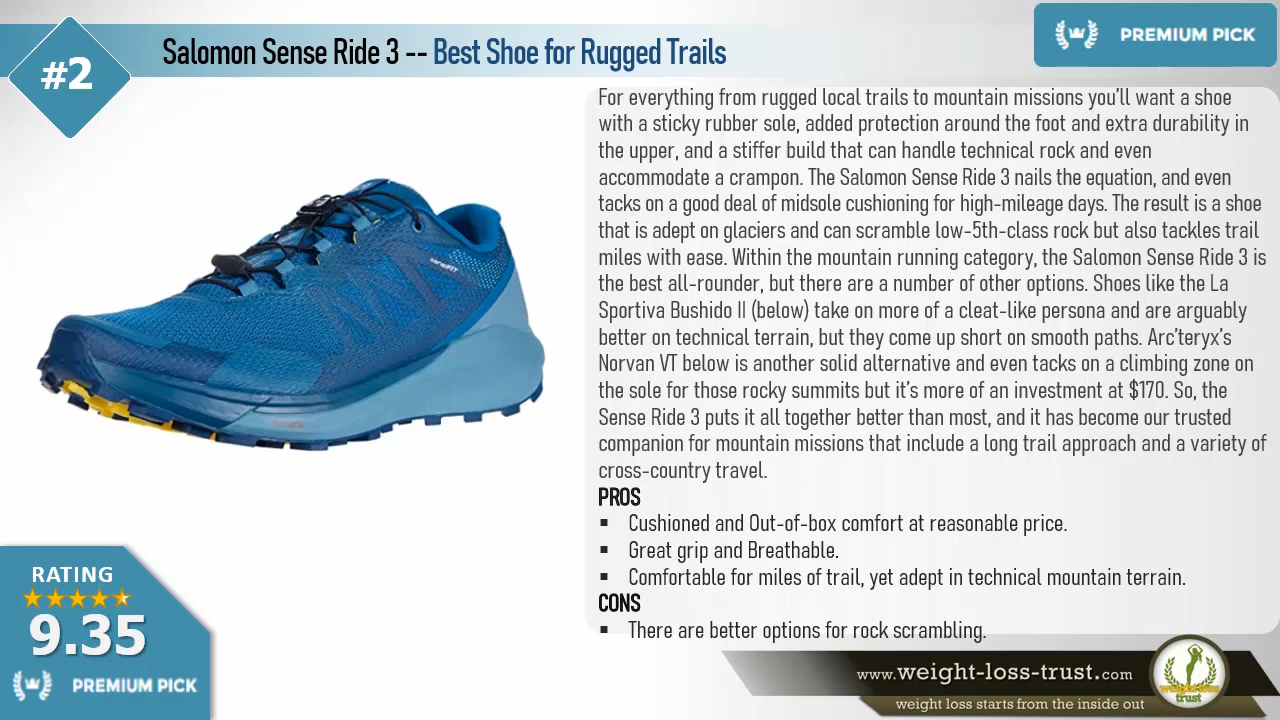 #2
Salomon Sense Ride 3 -- Best Shoe for Rugged Trails
PREMIUM PICK
For everything from rugged local trails to mountain missions you'll want a shoe
with a sticky rubber sole, added protection around the foot and extra durability in
the upper, and a stiffer build that can handle technical rock and even
accommodate a crampon. The Salomon Sense Ride 3 nails the equation, and even
tacks on a good deal of midsole cushioning for high-mileage days. The result is a shoe
that is adept on glaciers and can scramble low-5th-class rock but also tackles trail
miles with ease. Within the mountain running category, the Salomon Sense Ride 3 is
the best all-rounder, but there are a number of other options. Shoes like the La
Sportiva Bushido II (below) take on more of a cleat-like persona and are arguably
better on technical terrain, but they come up short on smooth paths. Arc'teryx's
Norvan VT below is another solid alternative and even tacks on a climbing zone on
the sole for those rocky summits but it's more of an investment at $170. So, the
Sense Ride 3 puts it all together better than most, and it has become our trusted
companion for mountain missions that include a long trail approach and a variety of
cross-country travel.
PROS
▪ Cushioned and Out-of-box comfort at reasonable price.
▪ Great grip and Breathable.
▪ Comfortable for miles of trail, yet adept in technical mountain terrain.
CONS
▪ There are better options for rock scrambling.
RATING
9.35
PREMIUM PICK
www.weight-loss-trust.com
weight loss starts from the inside out
weight loss
trust